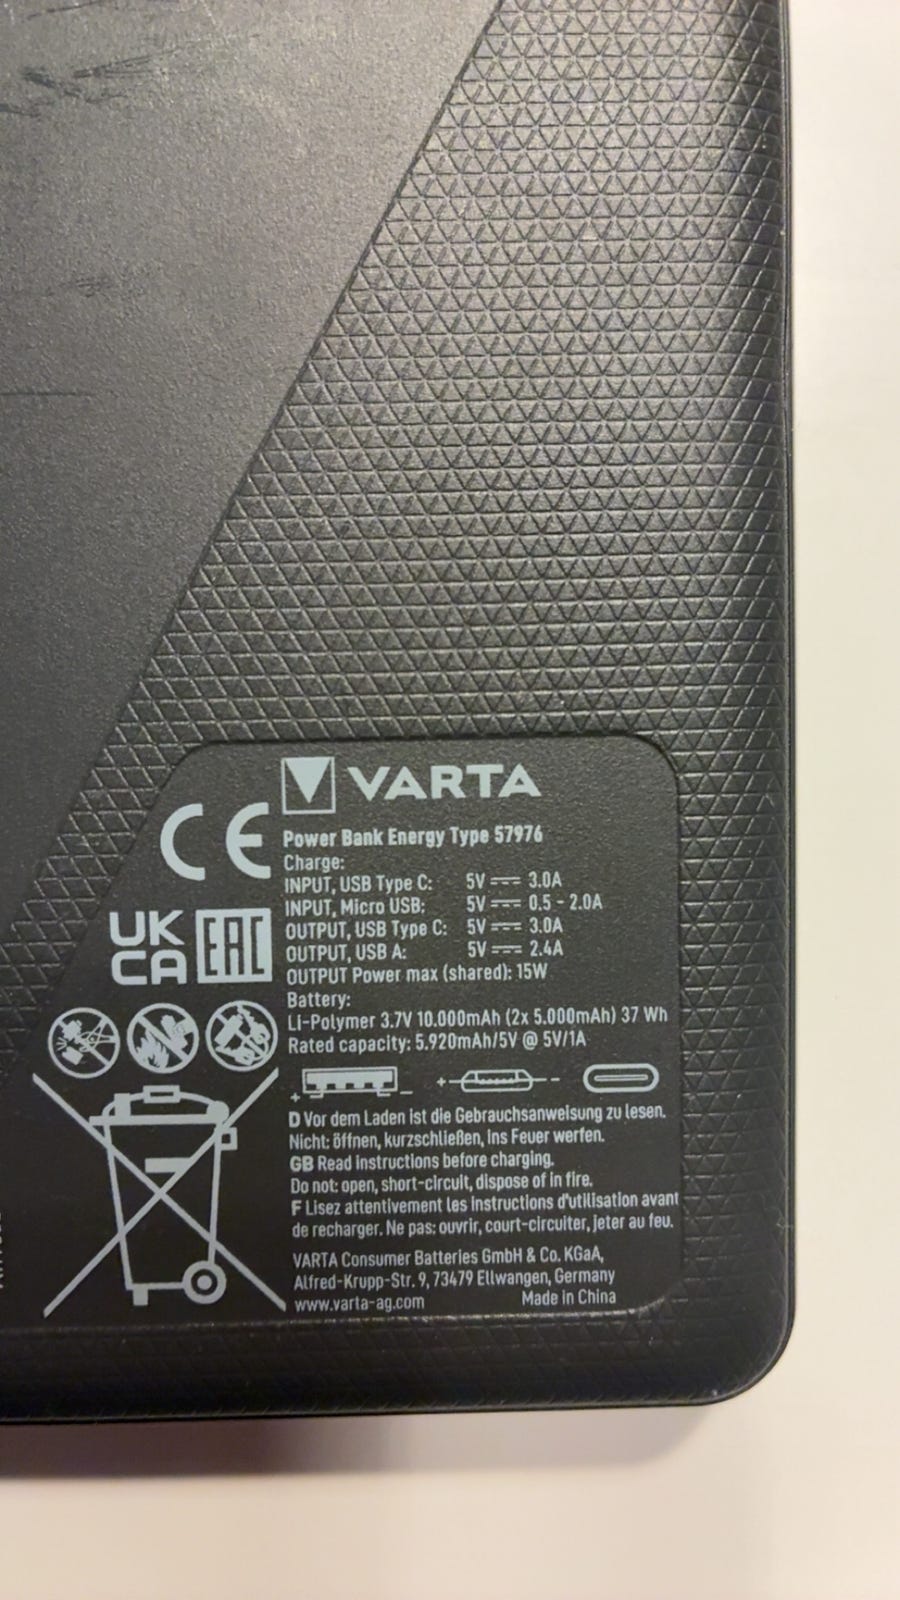 VARTA
CE
Power Bank Energy Type 57976
Charge:
INPUT, USB Type C: 5V ⎓ 3.0A
INPUT, Micro USB: 5V ⎓ 0.5 - 2.0A
OUTPUT, USB Type C: 5V ⎓ 3.0A
OUTPUT, USB A: 5V ⎓ 2.4A
OUTPUT Power max (shared): 15W
UK
CA
EAC
Battery:
Li-Polymer 3.7V 10.000mAh (2x 5.000mAh) 37 Wh
Rated capacity: 5.920mAh/5V @ 5V/1A
+ − + −
D Vor dem Laden ist die Gebrauchsanweisung zu lesen.
Nicht: öffnen, kurzschließen, ins Feuer werfen.
GB Read instructions before charging.
Do not: open, short-circuit, dispose of in fire.
F Lisez attentivement les instructions d'utilisation avant
de recharger. Ne pas: ouvrir, court-circuiter, jeter au feu.
VARTA Consumer Batteries GmbH & Co. KGaA,
Alfred-Krupp-Str. 9, 73479 Ellwangen, Germany
www.varta-ag.com Made in China